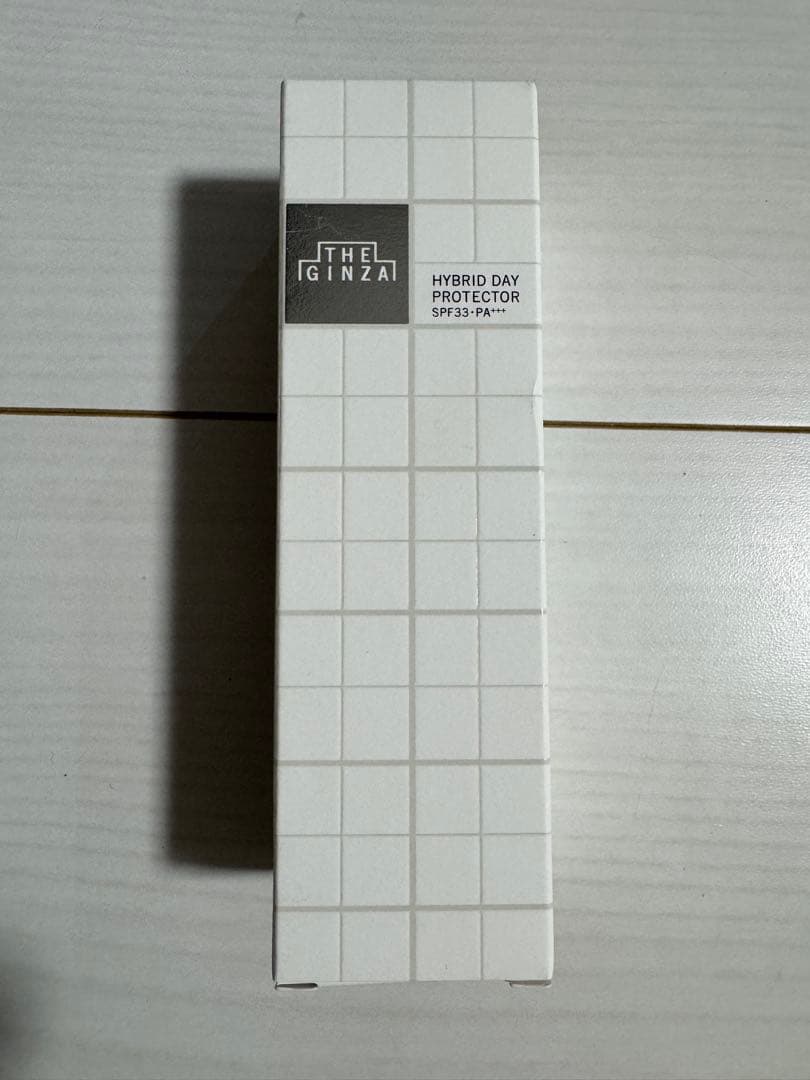 THE
GINZA
HYBRID DAY
PROTECTOR
SPF33・PA+++